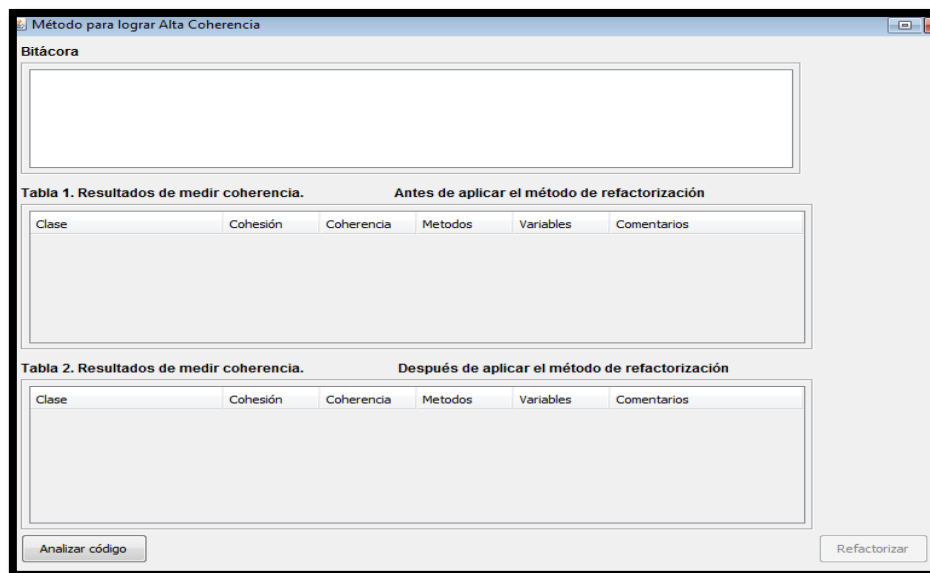 Método para lograr Alta Coherencia
Bitácora
Tabla 1. Resultados de medir coherencia. Antes de aplicar el método de refactorización
Clase Cohesión Coherencia Metodos Variables Comentarios
Tabla 2. Resultados de medir coherencia. Después de aplicar el método de refactorización
Clase Cohesión Coherencia Metodos Variables Comentarios
Analizar código Refactorizar